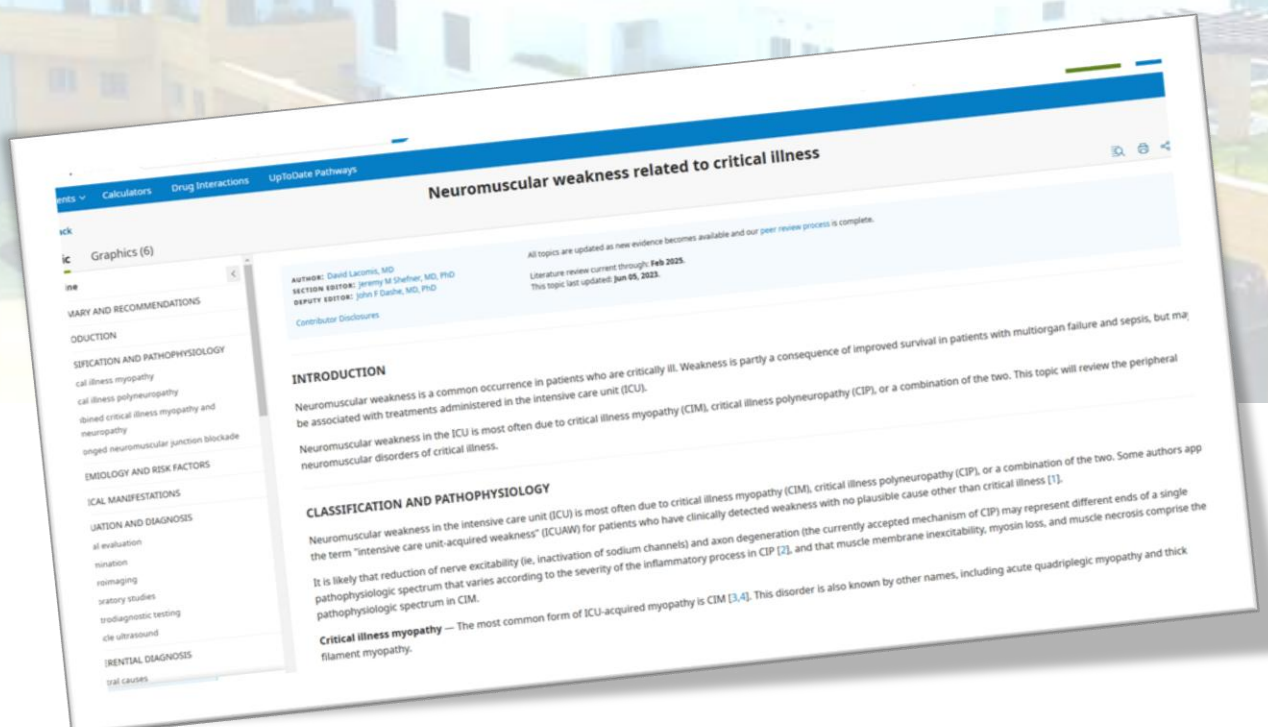 ents Calculators Drug Interactions UpToDate Pathways
Neuromuscular weakness related to critical illness
ack
ic Graphics (6)
ine
MARY AND RECOMMENDATIONS
ODUCTION
SIFICATION AND PATHOPHYSIOLOGY
cal illness myopathy
cal illness polyneuropathy
bined critical illness myopathy and
neuropathy
onged neuromuscular junction blockade
EMIOLOGY AND RISK FACTORS
ICAL MANIFESTATIONS
UATION AND DIAGNOSIS
al evaluation
mination
roimaging
oratory studies
trodiagnostic testing
cle ultrasound
ERENTIAL DIAGNOSIS
tral causes
AUTHOR: David Lacomis, MD
SECTION EDITOR: Jeremy M Shefner, MD, PhD
DEPUTY EDITOR: John F Dashe, MD, PhD
Contributor Disclosures
All topics are updated as new evidence becomes available and our peer review process is complete.
Literature review current through: Feb 2025.
This topic last updated: Jun 05, 2023.
INTRODUCTION
Neuromuscular weakness is a common occurrence in patients who are critically ill. Weakness is partly a consequence of improved survival in patients with multiorgan failure and sepsis, but may
be associated with treatments administered in the intensive care unit (ICU).
Neuromuscular weakness in the ICU is most often due to critical illness myopathy (CIM), critical illness polyneuropathy (CIP), or a combination of the two. This topic will review the peripheral
neuromuscular disorders of critical illness.
CLASSIFICATION AND PATHOPHYSIOLOGY
Neuromuscular weakness in the intensive care unit (ICU) is most often due to critical illness myopathy (CIM), critical illness polyneuropathy (CIP), or a combination of the two. Some authors app
the term "intensive care unit-acquired weakness" (ICUAW) for patients who have clinically detected weakness with no plausible cause other than critical illness [1].
It is likely that reduction of nerve excitability (ie, inactivation of sodium channels) and axon degeneration (the currently accepted mechanism of CIP) may represent different ends of a single
pathophysiologic spectrum that varies according to the severity of the inflammatory process in CIP [2], and that muscle membrane inexcitability, myosin loss, and muscle necrosis comprise the
pathophysiologic spectrum in CIM.
Critical illness myopathy — The most common form of ICU-acquired myopathy is CIM [3,4]. This disorder is also known by other names, including acute quadriplegic myopathy and thick
filament myopathy.